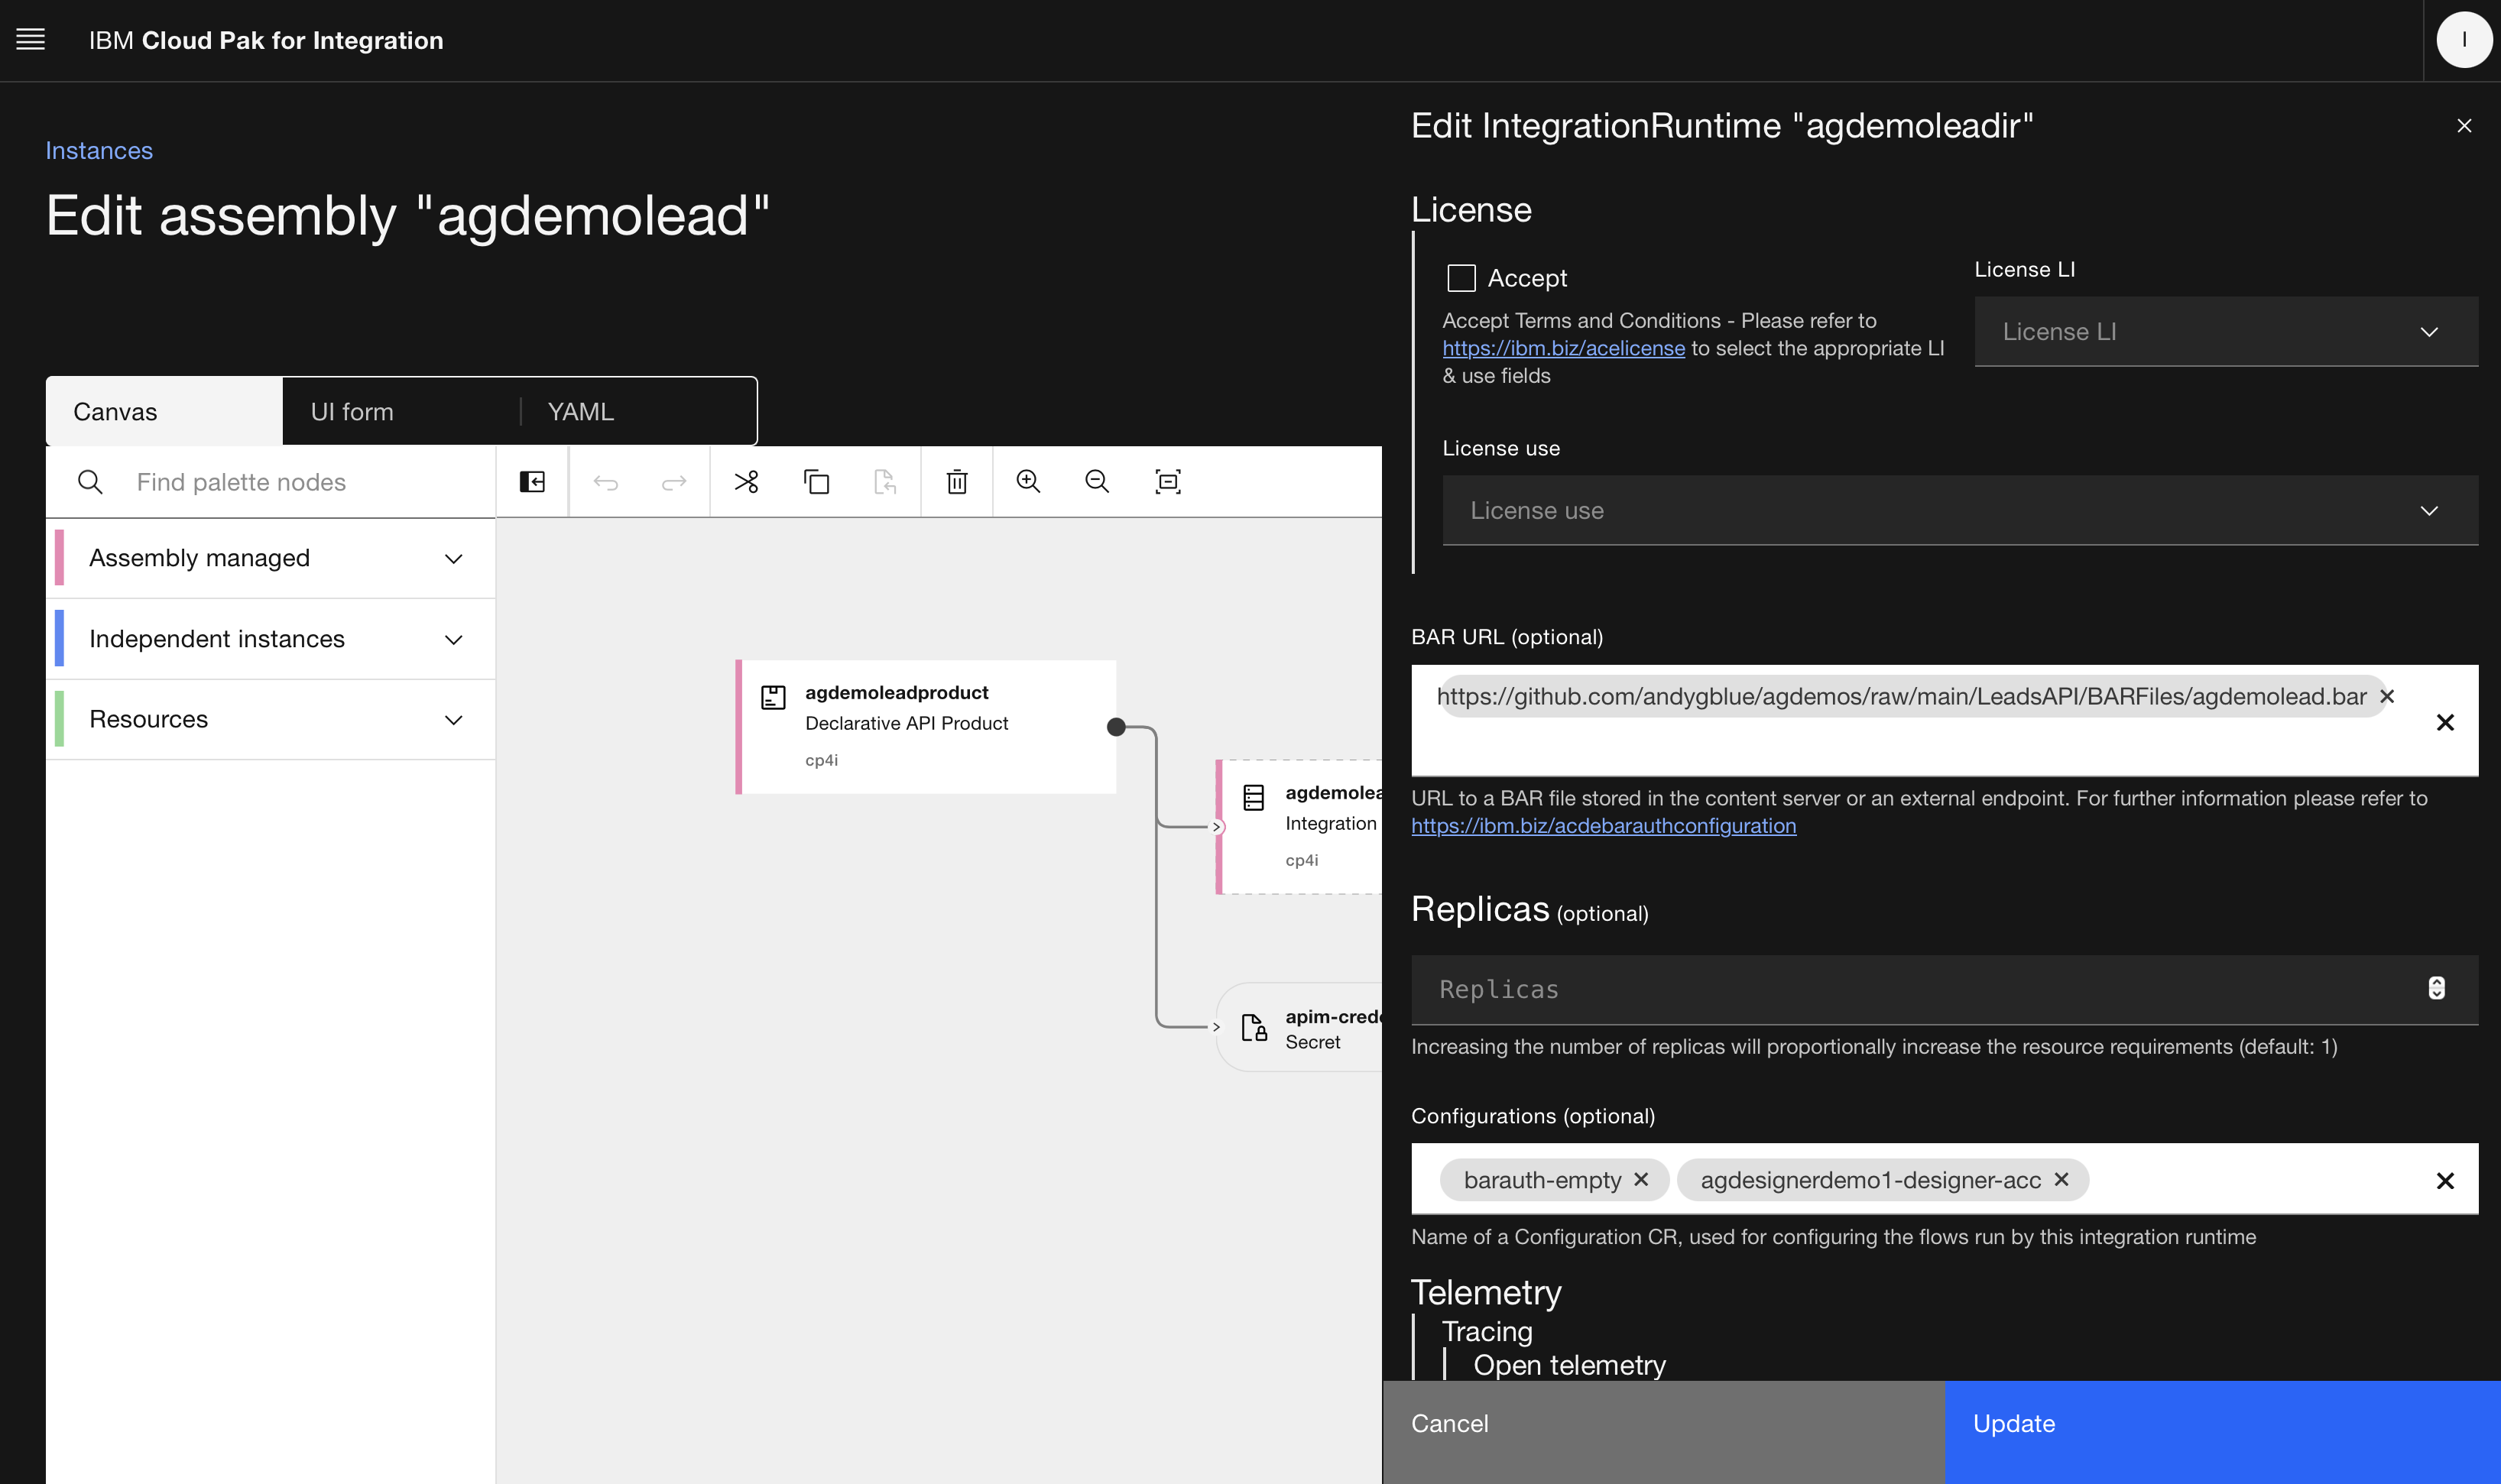 IBM Cloud Pak for Integration
I
Instances
Edit assembly "agdemolead"
Canvas
UI form
YAML
Find palette nodes
Assembly managed
Independent instances
Resources
agdemoleadproduct
Declarative API Product
cp4i
agdemolea
Integration
cp4i
apim-crede
Secret
Edit IntegrationRuntime "agdemoleadir"
License
Accept
Accept Terms and Conditions - Please refer to
https://ibm.biz/acelicense to select the appropriate LI
& use fields
License LI
License LI
License use
License use
BAR URL (optional)
https://github.com/andygblue/agdemos/raw/main/LeadsAPI/BARFiles/agdemolead.bar
URL to a BAR file stored in the content server or an external endpoint. For further information please refer to
https://ibm.biz/acdebarauthconfiguration
Replicas (optional)
Replicas
Increasing the number of replicas will proportionally increase the resource requirements (default: 1)
Configurations (optional)
barauth-empty
agdesignerdemo1-designer-acc
Name of a Configuration CR, used for configuring the flows run by this integration runtime
Telemetry
Tracing
Open telemetry
Cancel
Update